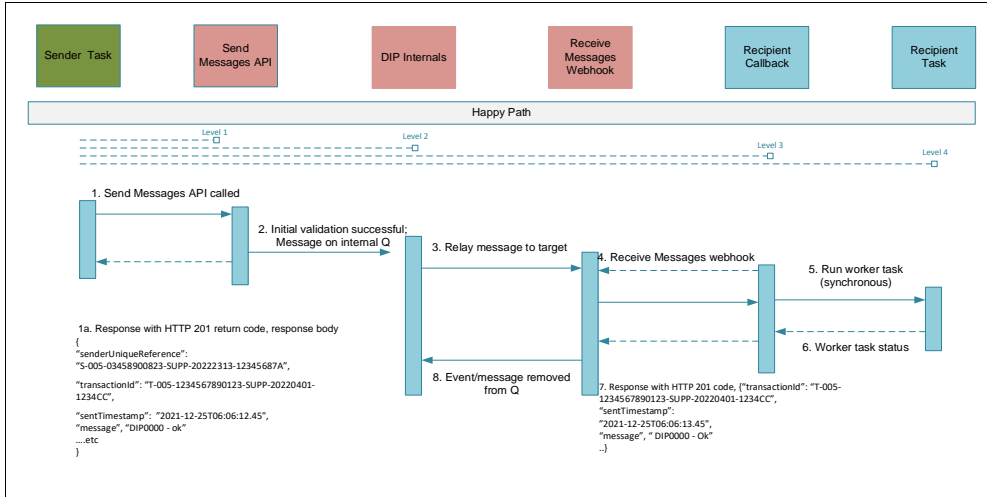 Sender Task
Send
Messages API
DIP Internals
Receive
Messages
Webhook
Recipient
Callback
Recipient
Task
Happy Path
Level 1
Level 2
Level 3
Level 4
1. Send Messages API called
2. Initial validation successful;
Message on internal Q
3. Relay message to target
4. Receive Messages webhook
5. Run worker task
(synchronous)
6. Worker task status
8. Event/message removed
from Q
1a. Response with HTTP 201 return code, response body
{
"senderUniqueReference":
"S-005-03458900823-SUPP-20222313-12345687A",
"transactionId": "T-005-1234567890123-SUPP-20220401-
1234CC",
"sentTimestamp": "2021-12-25T06:06:12.45",
"message", "DIP0000 - ok"
....etc
}
7. Response with HTTP 201 code, {"transactionId": "T-005-
1234567890123-SUPP-20220401-1234CC",
"sentTimestamp":
"2021-12-25T06:06:13.45",
"message", " DIP0000 - Ok"
..}